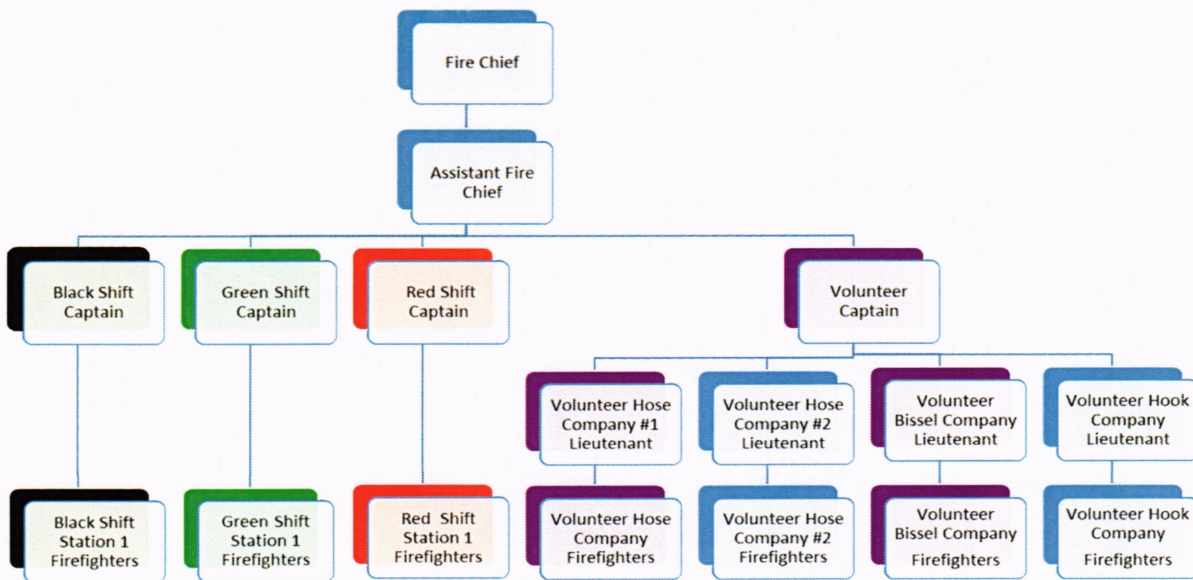 Fire Chief
Assistant Fire
Chief
Black Shift
Captain
Green Shift
Captain
Red Shift
Captain
Volunteer
Captain
Volunteer Hose
Company #1
Lieutenant
Volunteer Hose
Company #2
Lieutenant
Volunteer
Bissel Company
Lieutenant
Volunteer Hook
Company
Lieutenant
Black Shift
Station 1
Firefighters
Green Shift
Station 1
Firefighters
Red Shift
Station 1
Firefighters
Volunteer Hose
Company
Firefighters
Volunteer Hose
Company #2
Firefighters
Volunteer
Bissel Company
Firefighters
Volunteer Hook
Company
Firefighters